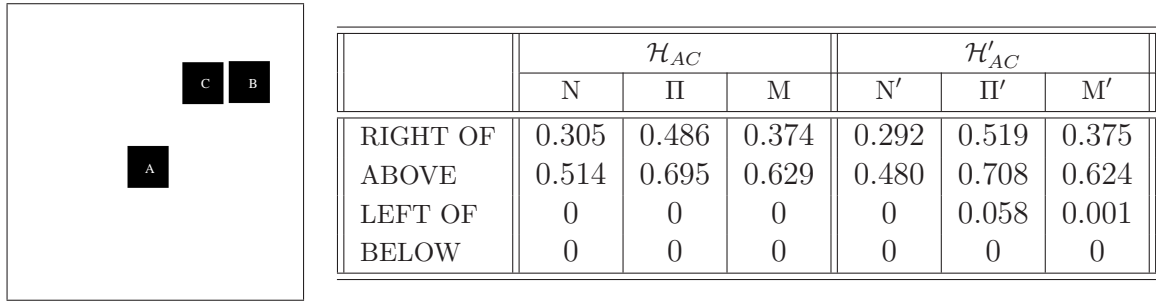 C B
A
H_AC H′_AC
N Π M N′ Π′ M′
RIGHT OF 0.305 0.486 0.374 0.292 0.519 0.375
ABOVE 0.514 0.695 0.629 0.480 0.708 0.624
LEFT OF 0 0 0 0 0.058 0.001
BELOW 0 0 0 0 0 0